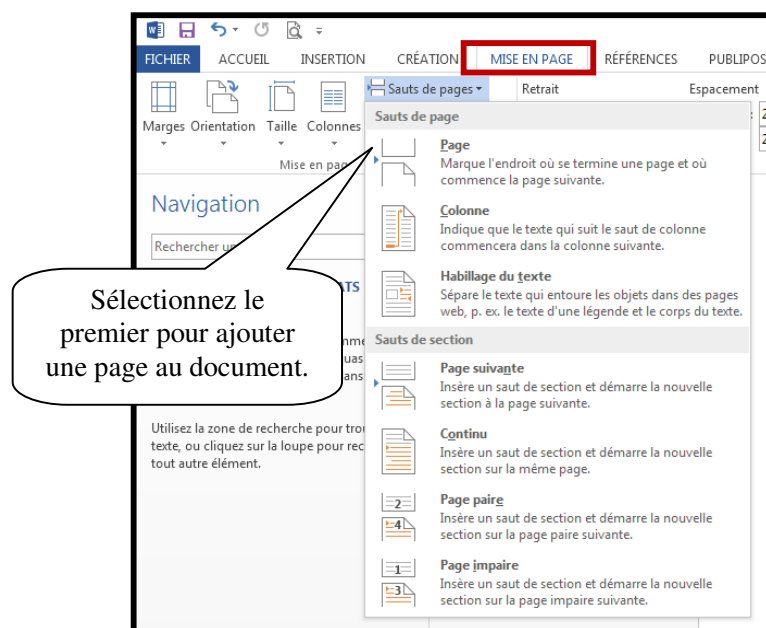 FICHIER ACCUEIL INSERTION CRÉATION MISE EN PAGE RÉFÉRENCES PUBLIPOS
Marges Orientation Taille Colonnes
Mise en pag
Sauts de pages Retrait Espacement
Sauts de page
Page
Marque l'endroit où se termine une page et où
commence la page suivante.
Colonne
Indique que le texte qui suit le saut de colonne
commencera dans la colonne suivante.
Habillage du texte
Sépare le texte qui entoure les objets dans des pages
web, p. ex. le texte d'une légende et le corps du texte.
Sauts de section
Page suivante
Insère un saut de section et démarre la nouvelle
section à la page suivante.
Continu
Insère un saut de section et démarre la nouvelle
section sur la même page.
Page paire
Insère un saut de section et démarre la nouvelle
section sur la page paire suivante.
Page impaire
Insère un saut de section et démarre la nouvelle
section sur la page impaire suivante.
Navigation
Rechercher
Sélectionnez le
premier pour ajouter
une page au document.
Utilisez la zone de recherche pour trou
texte, ou cliquez sur la loupe pour rec
tout autre élément.